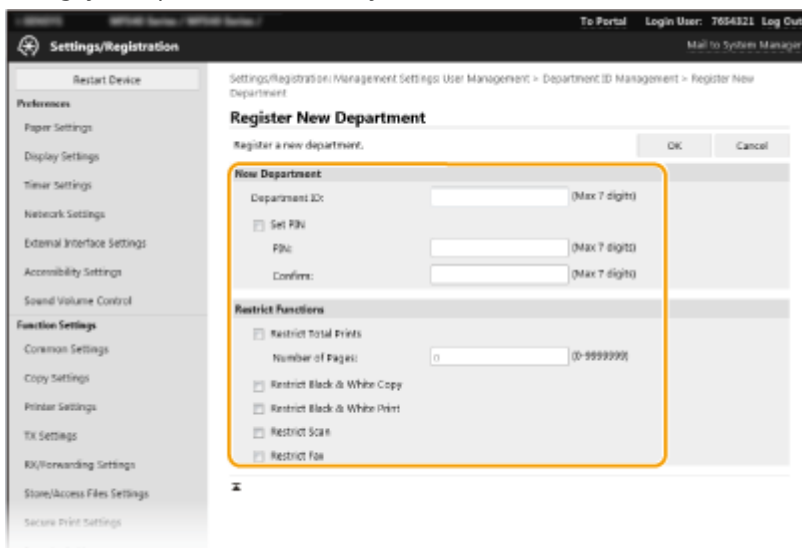 To Portal Login User: 7654321 Log Out
Settings/Registration
Mail to System Manager
Restart Device
Preferences
Paper Settings
Display Settings
Timer Settings
Network Settings
External Interface Settings
Accessibility Settings
Sound Volume Control
Function Settings
Common Settings
Copy Settings
Printer Settings
TX Settings
RX/Forwarding Settings
Store/Access Files Settings
Secure Print Settings
Settings/Registration: Management Settings: User Management > Department ID Management > Register New
Department
Register New Department
Register a new department.
OK Cancel
New Department
Department ID: (Max 7 digits)
Set PIN
PIN: (Max 7 digits)
Confirm: (Max 7 digits)
Restrict Functions
Restrict Total Prints
Number of Pages: 0 (0-9999999)
Restrict Black & White Copy
Restrict Black & White Print
Restrict Scan
Restrict Fax